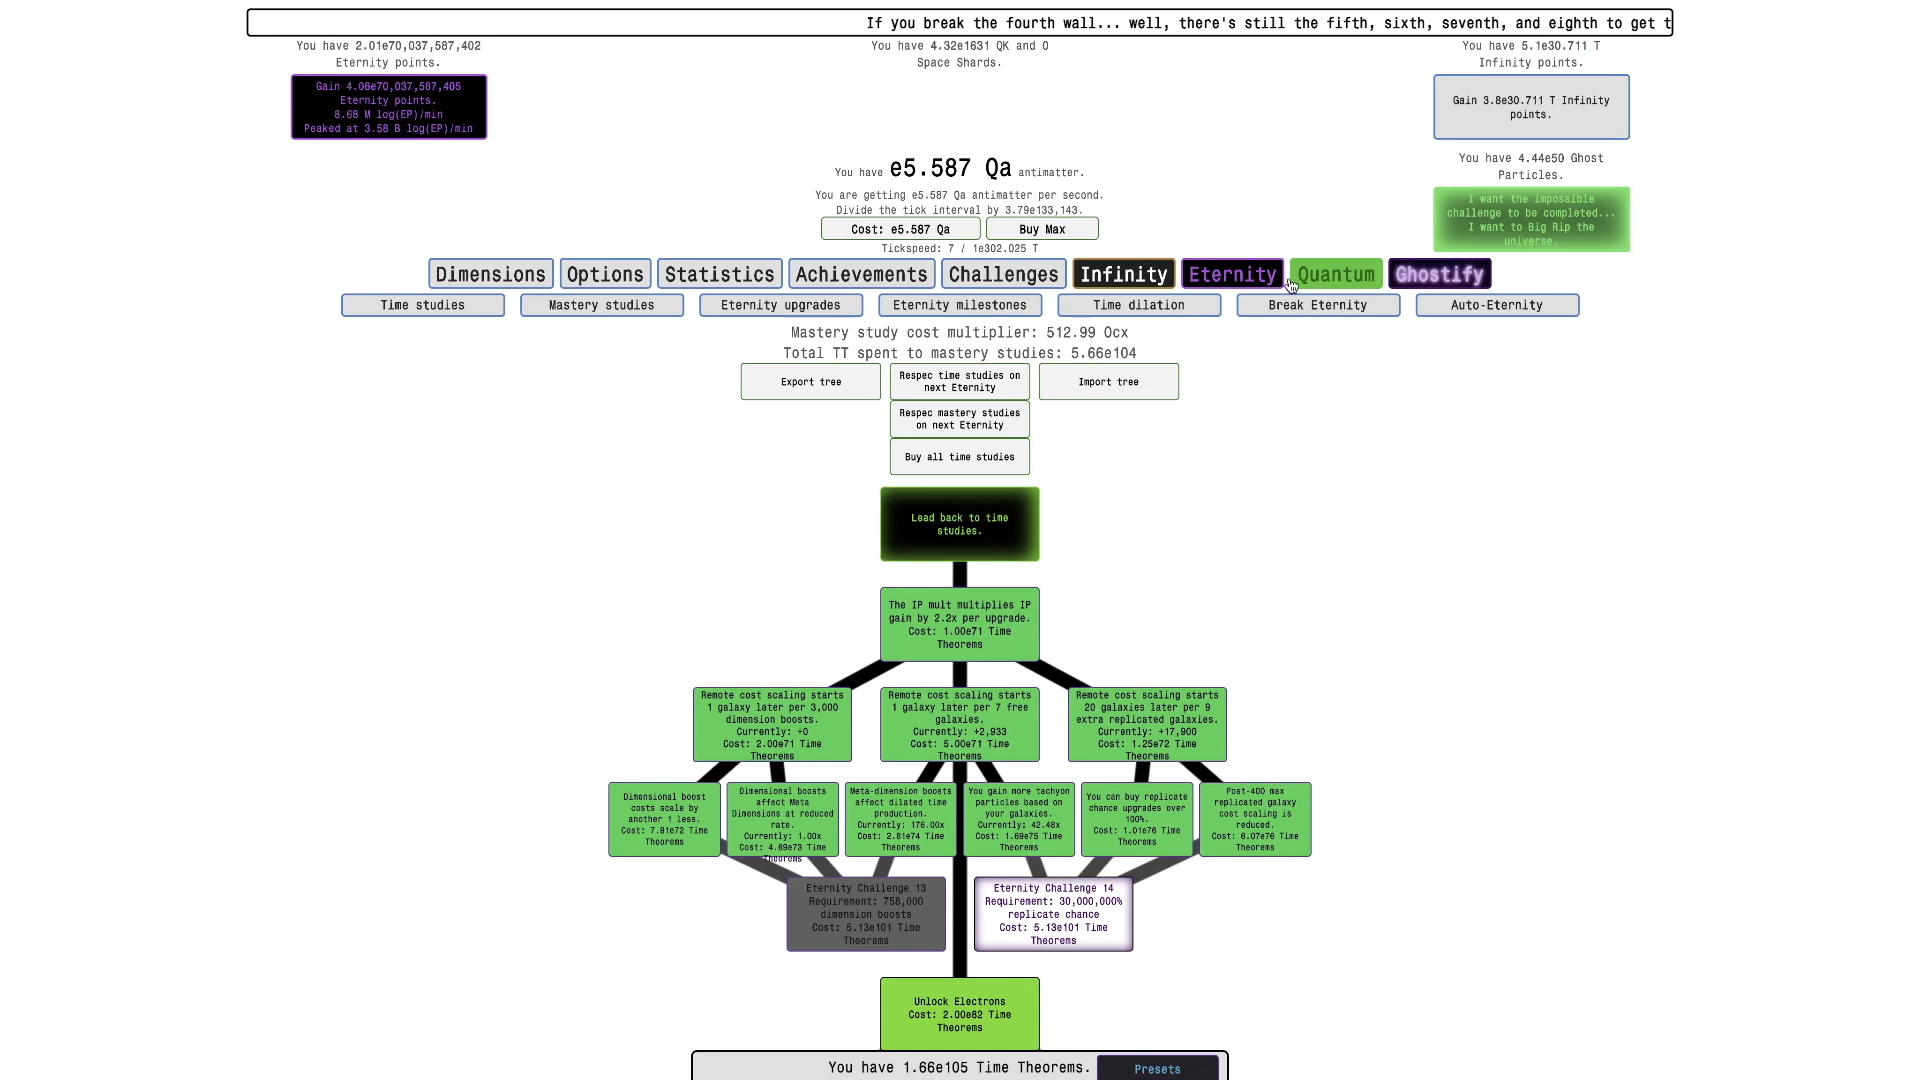 If you break the fourth wall... well, there's still the fifth, sixth, seventh, and eighth to get t
You have 2.01e70,037,587,402
Eternity points.
Gain 4.06e70,037,587,405
Eternity points.
8.68 M log(EP)/min
Peaked at 3.58 B log(EP)/min
You have 4.32e1631 QK and 0
Space Shards.
You have 5.1e30.711 T
Infinity points.
Gain 3.8e30.711 T Infinity
points.
You have 4.44e50 Ghost
Particles.
I want the impossible
challenge to be completed...
I want to Big Rip the
universe.
You have e5.587 Qa antimatter.
You are getting e5.587 Qa antimatter per second.
Divide the tick interval by 3.79e133,143.
Cost: e5.587 Qa
Buy Max
Tickspeed: 7 / 1e302.025 T
Dimensions
Options
Statistics
Achievements
Challenges
Infinity
Eternity
Quantum
Ghostify
Time studies
Mastery studies
Eternity upgrades
Eternity milestones
Time dilation
Break Eternity
Auto-Eternity
Mastery study cost multiplier: 512.99 Ocx
Total TT spent to mastery studies: 5.66e104
Export tree
Respec time studies on
next Eternity
Import tree
Respec mastery studies
on next Eternity
Buy all time studies
Lead back to time
studies.
The IP mult multiplies IP
gain by 2.2x per upgrade.
Cost: 1.00e71 Time
Theorems
Remote cost scaling starts
1 galaxy later per 3,000
dimension boosts.
Currently: +0
Cost: 2.00e71 Time
Theorems
Remote cost scaling starts
1 galaxy later per 7 free
galaxies.
Currently: +2,933
Cost: 5.00e71 Time
Theorems
Remote cost scaling starts
20 galaxies later per 9
extra replicated galaxies.
Currently: +17,900
Cost: 1.25e72 Time
Theorems
Dimensional boost
costs scale by
another 1 less.
Cost: 7.81e72 Time
Theorems
Dimensional boosts
affect Meta
Dimensions at reduced
rate.
Currently: 1.00x
Cost: 4.69e73 Time
Theorems
Meta-dimension boosts
affect dilated time
production.
Currently: 176.00x
Cost: 2.81e74 Time
Theorems
You gain more tachyon
particles based on
your galaxies.
Currently: 42.48x
Cost: 1.69e75 Time
Theorems
You can buy replicate
chance upgrades over
100%.
Cost: 1.01e76 Time
Theorems
Post-400 max
replicated galaxy
cost scaling is
reduced.
Cost: 6.07e76 Time
Theorems
Eternity Challenge 13
Requirement: 758,000
dimension boosts
Cost: 5.13e101 Time
Theorems
Eternity Challenge 14
Requirement: 30,000,000%
replicate chance
Cost: 5.13e101 Time
Theorems
Unlock Electrons
Cost: 2.00e82 Time
Theorems
You have 1.66e105 Time Theorems.
Presets